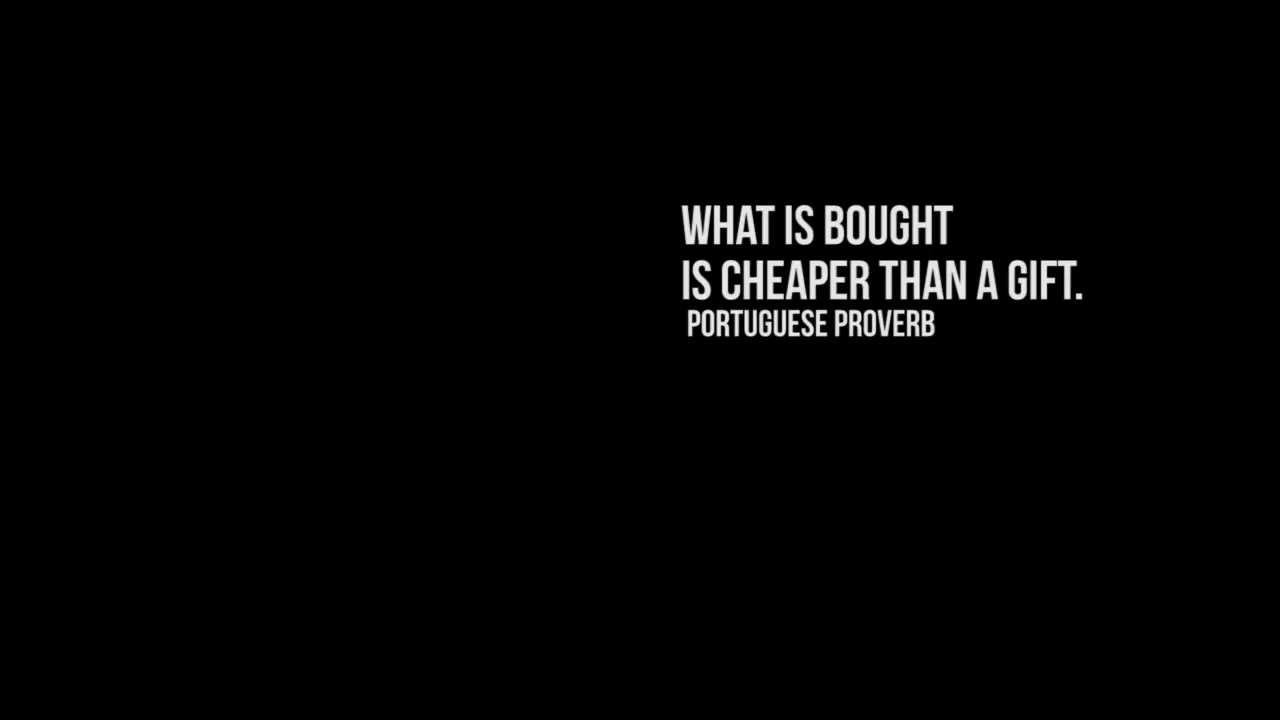 WHAT IS BOUGHT
IS CHEAPER THAN A GIFT.
PORTUGUESE PROVERB